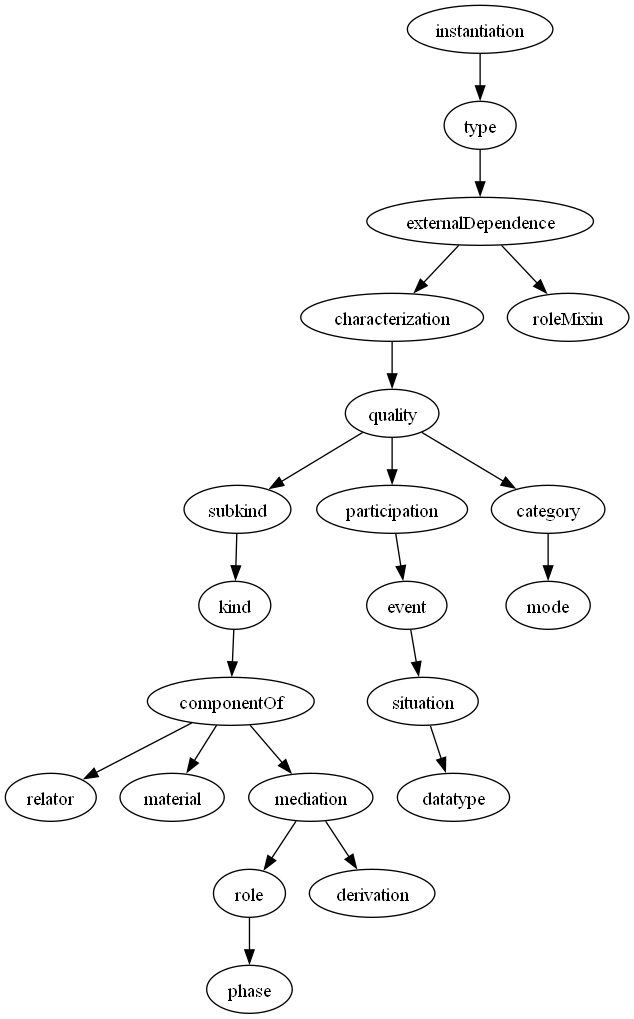 instantiation
type
externalDependence
characterization
roleMixin
quality
subkind
participation
category
kind
event
mode
componentOf
situation
relator
material
mediation
datatype
role
derivation
phase